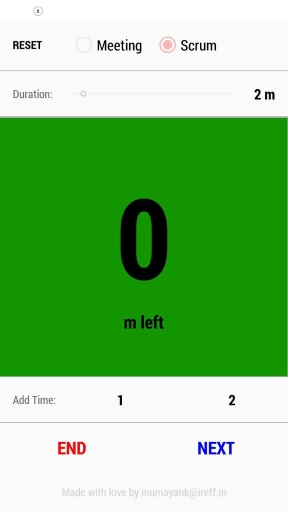 RESET Meeting Scrum
Duration: 2 m
0
m left
Add Time: 1 2
END NEXT
Made with love by mumayank@ireff.in